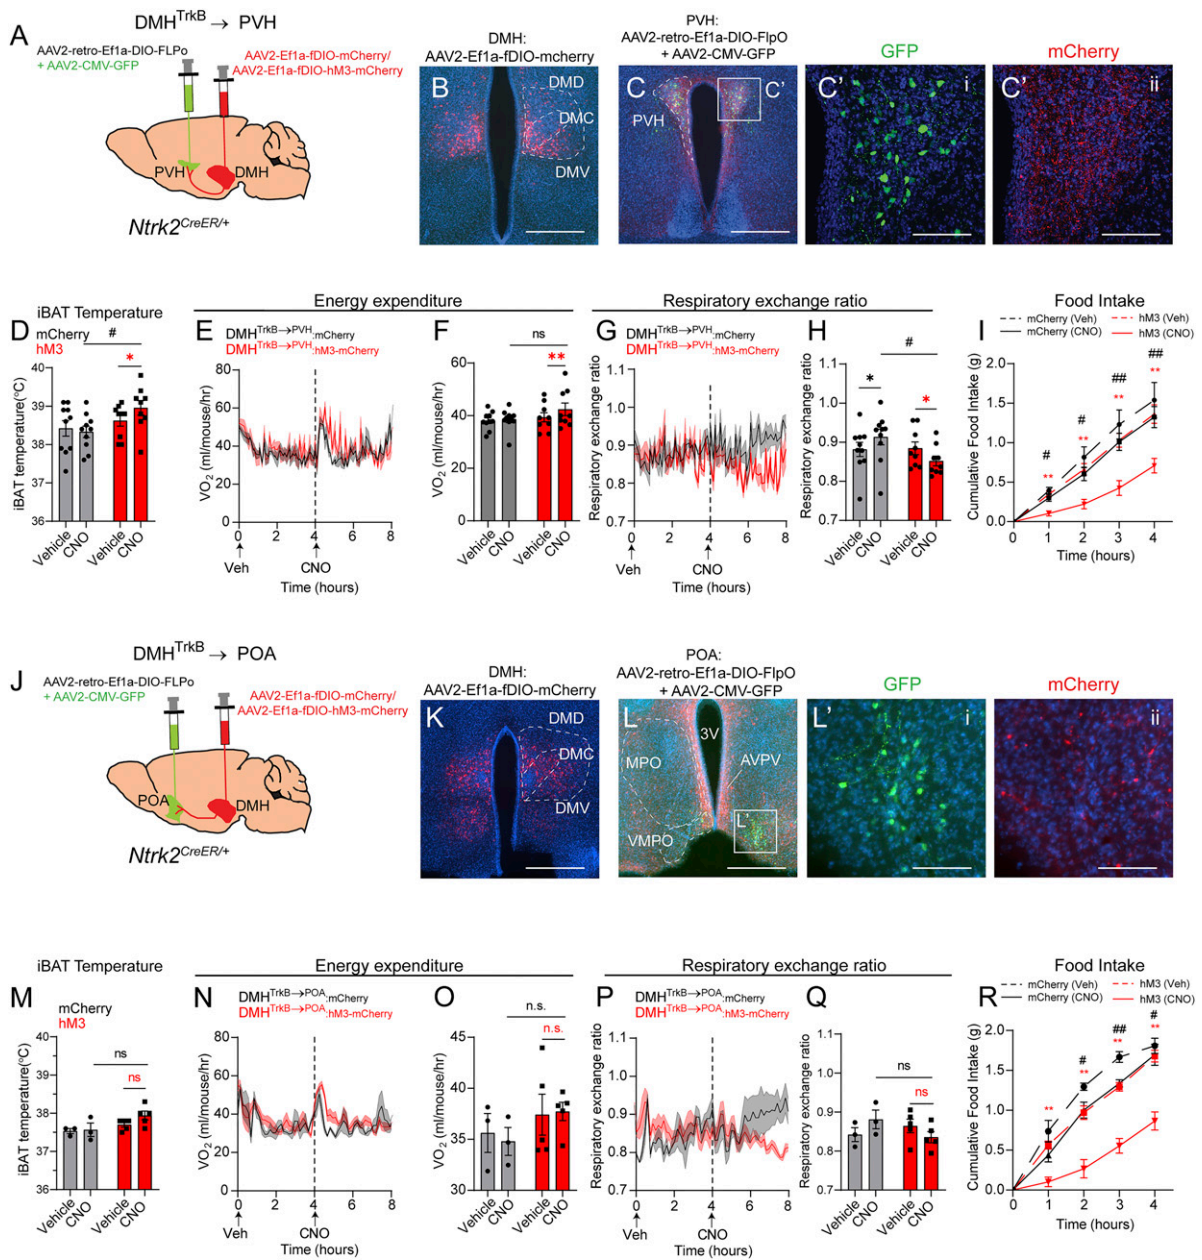 A
DMH^TrkB → PVH
AAV2-retro-Ef1a-DIO-FLPo
+ AAV2-CMV-GFP
AAV2-Ef1a-fDIO-mCherry/
AAV2-Ef1a-fDIO-hM3-mCherry
PVH
DMH
Ntrk2^CreER/+
DMH:
AAV2-Ef1a-fDIO-mcherry
B
DMD
DMC
DMV
PVH:
AAV2-retro-Ef1a-DIO-FlpO
+ AAV2-CMV-GFP
C
C'
PVH
GFP
C'
i
mCherry
C'
ii
D
iBAT Temperature
mCherry
hM3
#
*
iBAT temperature(°C)
40
39
38
37
36
Vehicle
CNO
Vehicle
CNO
Energy expenditure
E
DMH^TrkB→PVH:mCherry
DMH^TrkB→PVH:hM3-mCherry
VO2 (ml/mouse/hr)
100
80
60
40
20
0
0 2 4 6 8
Veh
CNO
Time (hours)
F
ns
**
VO2 (ml/mouse/hr)
60
40
20
0
Vehicle
CNO
Vehicle
CNO
Respiratory exchange ratio
G
DMH^TrkB→PVH:mCherry
DMH^TrkB→PVH:hM3-mCherry
Respiratory exchange ratio
1.2
1.1
1.0
0.9
0.8
0 2 4 6 8
Veh
CNO
Time (hours)
H
#
*
*
Respiratory exchange ratio
1.1
1.0
0.9
0.8
0.7
Vehicle
CNO
Vehicle
CNO
I
Food Intake
mCherry (Veh)
mCherry (CNO)
hM3 (Veh)
hM3 (CNO)
Cumulative Food Intake (g)
2.0
1.5
1.0
0.5
0.0
#
**
#
**
##
**
##
**
0 1 2 3 4
Time (hours)
J
DMH^TrkB → POA
AAV2-retro-Ef1a-DIO-FLPo
+ AAV2-CMV-GFP
AAV2-Ef1a-fDIO-mCherry/
AAV2-Ef1a-fDIO-hM3-mCherry
POA
DMH
Ntrk2^CreER/+
DMH:
AAV2-Ef1a-fDIO-mCherry
K
DMD
DMC
DMV
POA:
AAV2-retro-Ef1a-DIO-FlpO
+ AAV2-CMV-GFP
L
3V
MPO
AVPV
VMPO
L'
GFP
L'
i
mCherry
ii
M
iBAT Temperature
mCherry
hM3
ns
ns
iBAT temperature(°C)
40
39
38
37
36
Vehicle
CNO
Vehicle
CNO
Energy expenditure
N
DMH^TrkB→POA:mCherry
DMH^TrkB→POA:hM3-mCherry
VO2 (ml/mouse/hr)
100
80
60
40
20
0
0 2 4 6 8
Veh
CNO
Time (hours)
O
n.s.
n.s.
VO2 (ml/mouse/hr)
45
40
35
30
Vehicle
CNO
Vehicle
CNO
Respiratory exchange ratio
P
DMH^TrkB→POA:mCherry
DMH^TrkB→POA:hM3-mCherry
Respiratory exchange ratio
1.2
1.1
1.0
0.9
0.8
0 2 4 6 8
Veh
CNO
Time (hours)
Q
ns
ns
Respiratory exchange ratio
1.1
1.0
0.9
0.8
0.7
Vehicle
CNO
Vehicle
CNO
R
Food Intake
mCherry (Veh)
mCherry (CNO)
hM3 (Veh)
hM3 (CNO)
Cumulative Food Intake (g)
2.0
1.5
1.0
0.5
0.0
**
#
**
##
**
#
**
0 1 2 3 4
Time (hours)